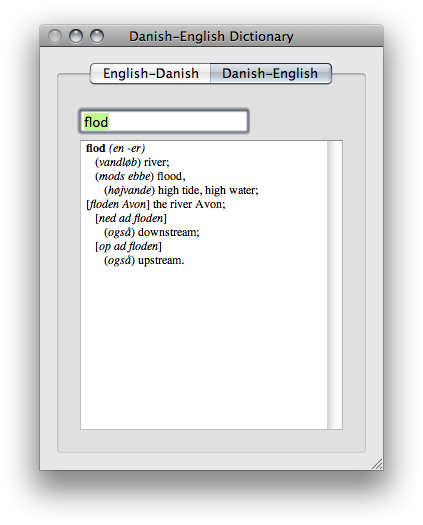 Danish-English Dictionary
English-Danish Danish-English
flod
flod (en -er)
(vandløb) river;
(mods ebbe) flood,
(højvande) high tide, high water;
[floden Avon] the river Avon;
[ned ad floden]
(også) downstream;
[op ad floden]
(også) upstream.